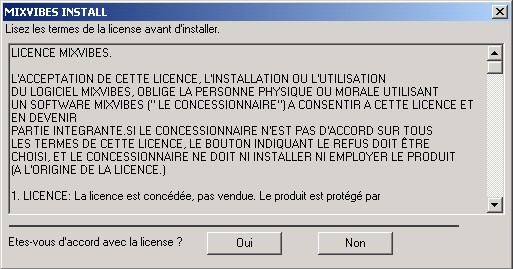 MIXVIBES INSTALL
Lisez les termes de la license avant d'installer.
LICENCE MIXVIBES.
L'ACCEPTATION DE CETTE LICENCE, L'INSTALLATION OU L'UTILISATION
DU LOGICIEL MIXVIBES, OBLIGE LA PERSONNE PHYSIQUE OU MORALE UTILISANT
UN SOFTWARE MIXVIBES (" LE CONCESSIONNAIRE") A CONSENTIR A CETTE LICENCE ET
EN DEVENIR
PARTIE INTEGRANTE.SI LE CONCESSIONNAIRE N'EST PAS D'ACCORD SUR TOUS
LES TERMES DE CETTE LICENCE, LE BOUTON INDIQUANT LE REFUS DOIT ÊTRE
CHOISI, ET LE CONCESSIONNAIRE NE DOIT NI INSTALLER NI EMPLOYER LE PRODUIT
(A L'ORIGINE DE LA LICENCE.)
1. LICENCE: La licence est concédée, pas vendue. Le produit est protégé par
Etes-vous d'accord avec la license ?
Oui
Non